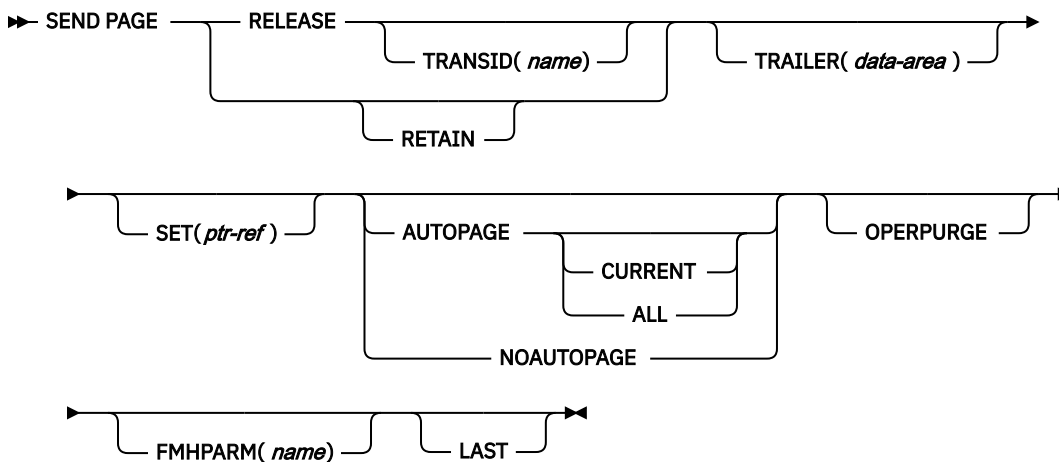 SEND PAGE RELEASE
TRANSID( name) TRAILER( data-area )
RETAIN
SET( ptr-ref ) AUTOPAGE OPERPURGE
CURRENT
ALL
NOAUTOPAGE
FMHPARM( name) LAST